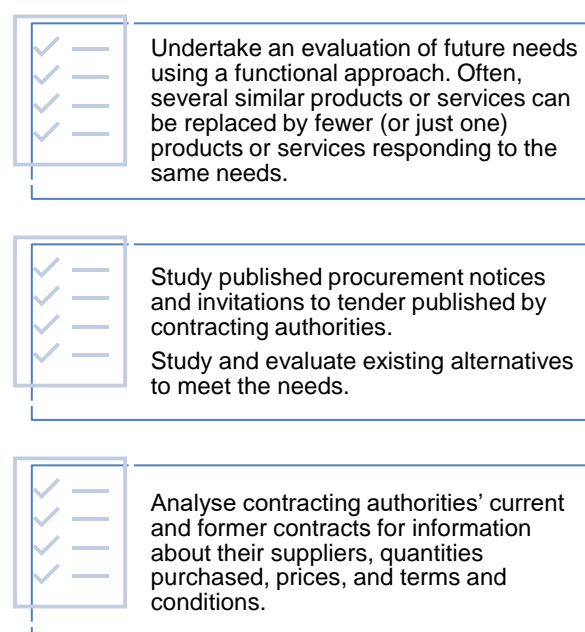 Undertake an evaluation of future needs
using a functional approach. Often,
several similar products or services can
be replaced by fewer (or just one)
products or services responding to the
same needs.
Study published procurement notices
and invitations to tender published by
contracting authorities.
Study and evaluate existing alternatives
to meet the needs.
Analyse contracting authorities’ current
and former contracts for information
about their suppliers, quantities
purchased, prices, and terms and
conditions.